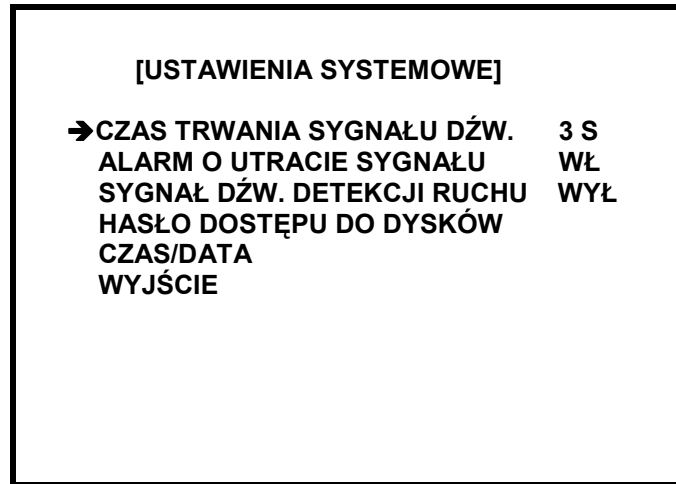 [USTAWIENIA SYSTEMOWE]
➔CZAS TRWANIA SYGNAŁU DŹW. 3 S
ALARM O UTRACIE SYGNAŁU WŁ
SYGNAŁ DŹW. DETEKCJI RUCHU WYŁ
HASŁO DOSTĘPU DO DYSKÓW
CZAS/DATA
WYJŚCIE